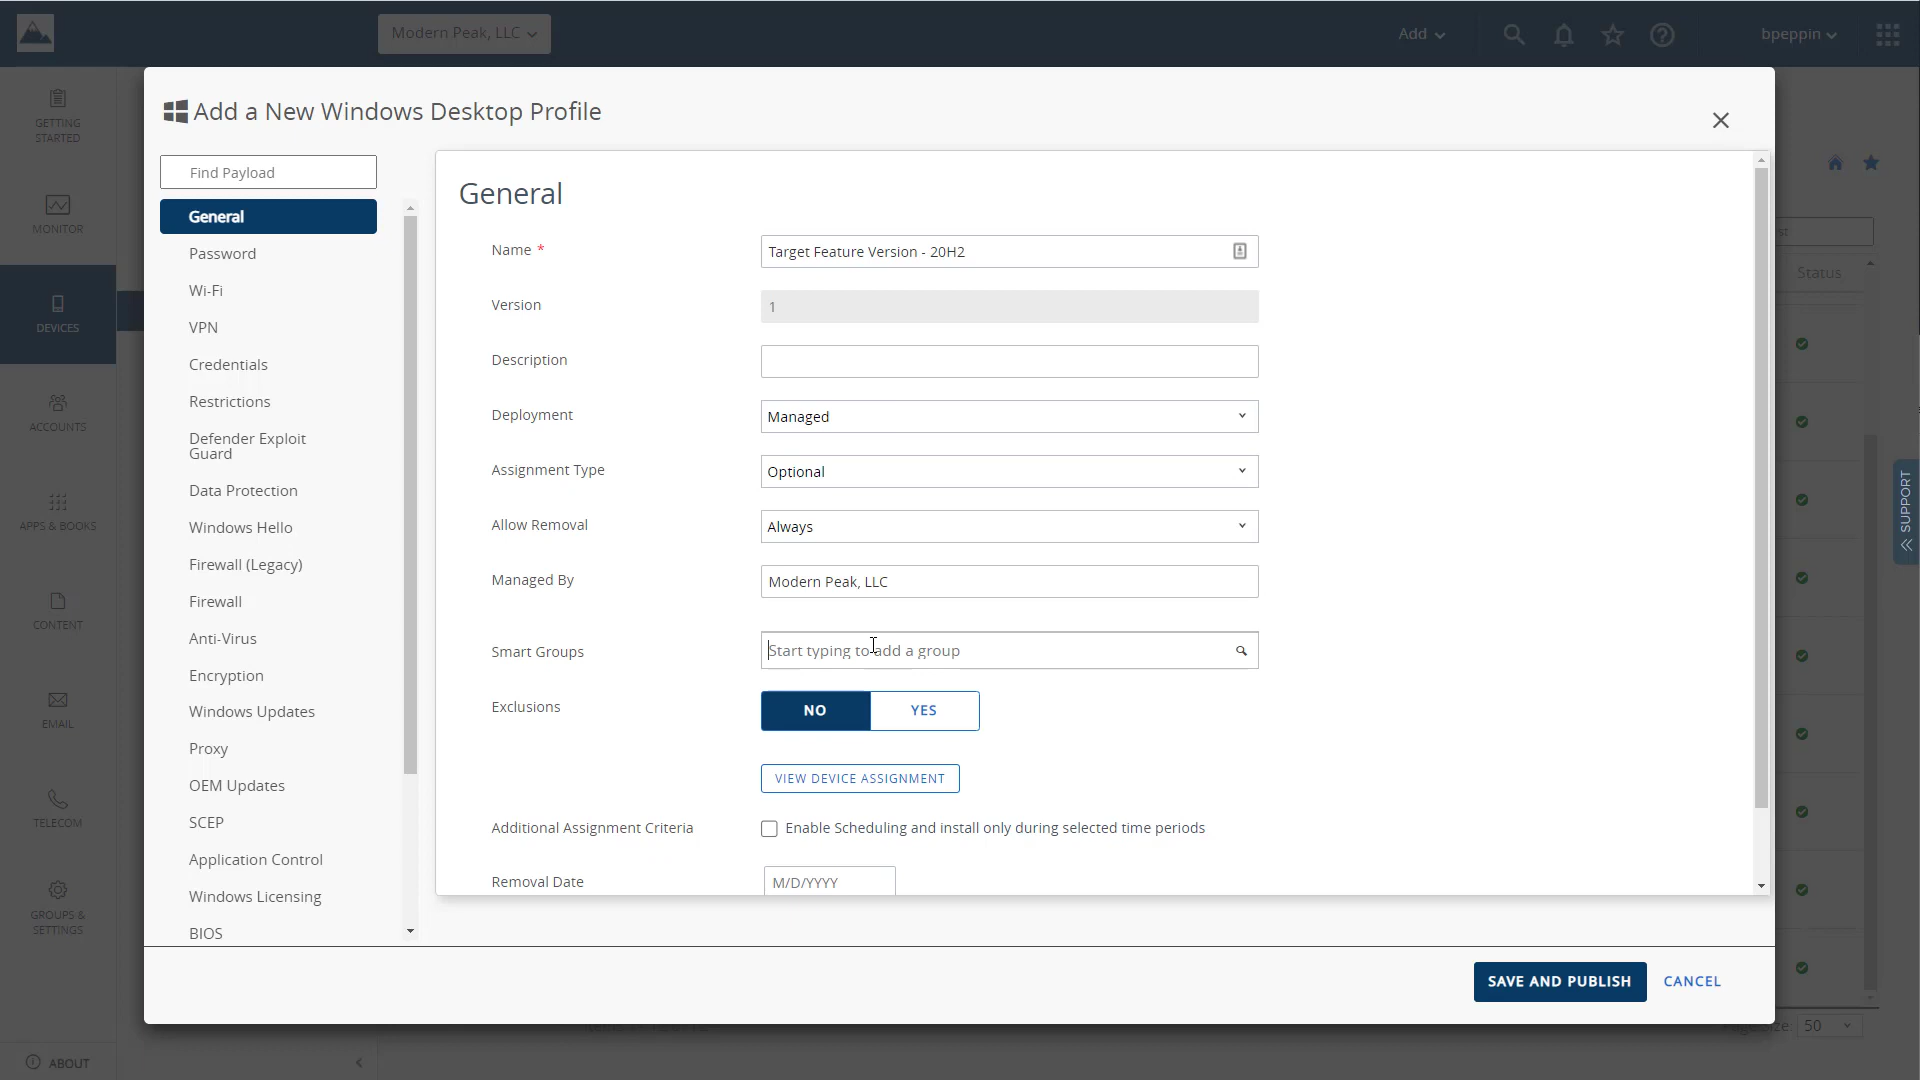 Modern Peak, LLC
Add
bpeppin
GETTING
STARTED
MONITOR
DEVICES
ACCOUNTS
APPS & BOOKS
CONTENT
EMAIL
TELECOM
GROUPS &
SETTINGS
ABOUT
Add a New Windows Desktop Profile
Find Payload
General
Password
Wi-Fi
VPN
Credentials
Restrictions
Defender Exploit
Guard
Data Protection
Windows Hello
Firewall (Legacy)
Firewall
Anti-Virus
Encryption
Windows Updates
Proxy
OEM Updates
SCEP
Application Control
Windows Licensing
BIOS
General
Name *
Target Feature Version - 20H2
Version
1
Description
Deployment
Managed
Assignment Type
Optional
Allow Removal
Always
Managed By
Modern Peak, LLC
Smart Groups
Start typing to add a group
Exclusions
NO
YES
VIEW DEVICE ASSIGNMENT
Additional Assignment Criteria
Enable Scheduling and install only during selected time periods
Removal Date
M/D/YYYY
SAVE AND PUBLISH
CANCEL
Status
SUPPORT
Page Size: 50